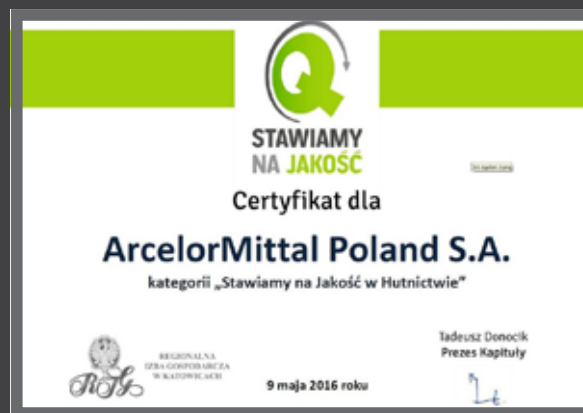 Q
STAWIAMY
NA JAKOŚĆ
Certyfikat dla
ArcelorMittal Poland S.A.
kategorii „Stawiamy na Jakość w Hutnictwie”
REGIONALNA
IZBA GOSPODARCZA
W KATOWICACH
RIG
9 maja 2016 roku
Tadeusz Donocik
Prezes Kapituły